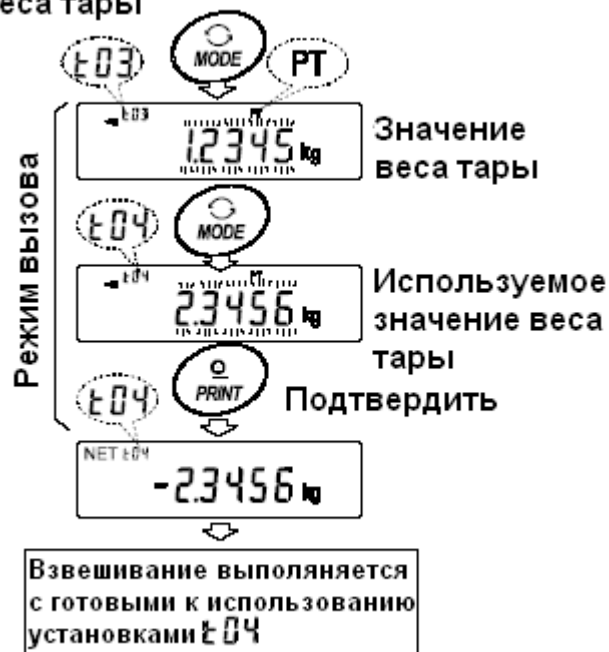 еса тары
t03
MODE
PT
t03
PT
1.2345 kg
Значение
веса тары
Режим вызова
t04
MODE
t04
PT
2.3456 kg
Используемое
значение веса
тары
PRINT
Подтвердить
t04
NET t04
-2.3456 kg
Взвешивание выполяняется
с готовыми к использованию
установками t04